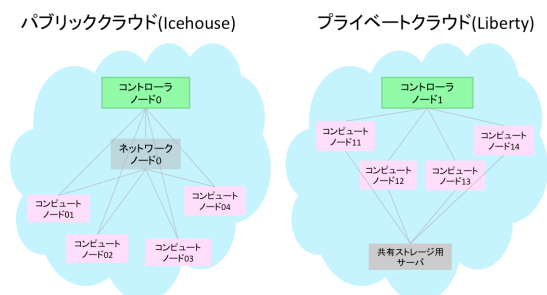 パブリッククラウド(Icehouse)
コントローラ
ノード0
ネットワーク
ノード0
コンピュート
ノード01
コンピュート
ノード04
コンピュート
ノード02
コンピュート
ノード03
プライベートクラウド(Liberty)
コントローラ
ノード1
コンピュート
ノード11
コンピュート
ノード14
コンピュート
ノード12
コンピュート
ノード13
共有ストレージ用
サーバ